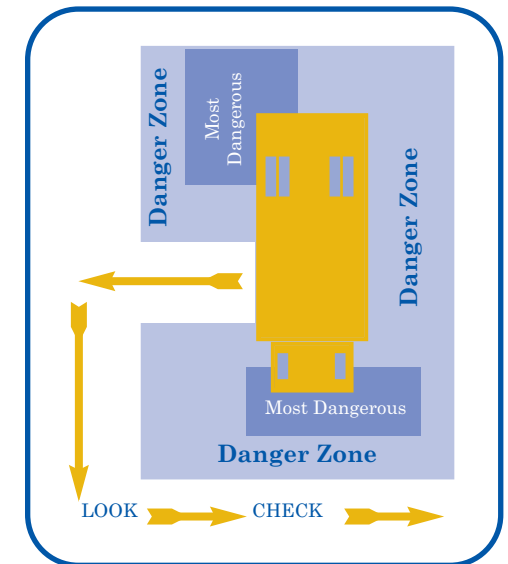 Danger Zone
Most
Dangerous
Danger Zone
Most Dangerous
Danger Zone
LOOK
CHECK